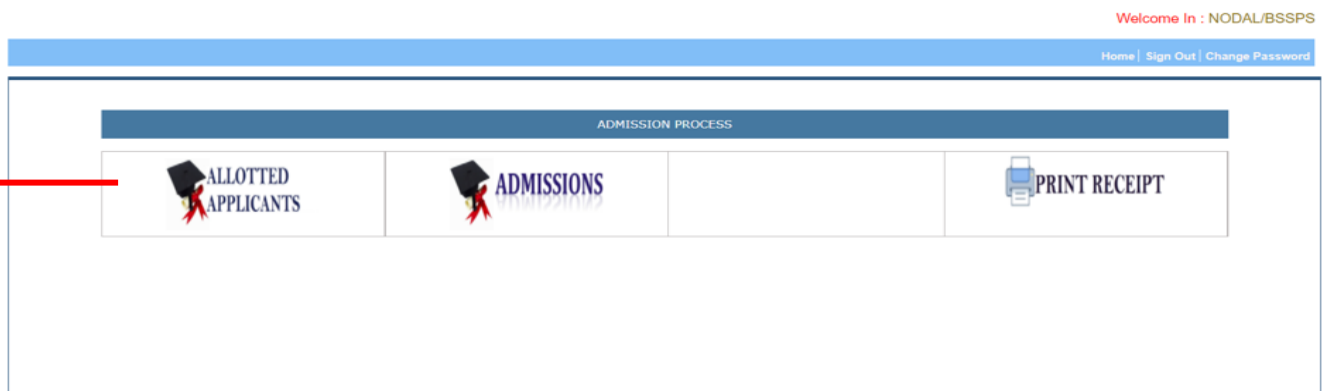 Welcome In : NODAL/BSSPS
Home| Sign Out| Change Password
ADMISSION PROCESS
ALLOTTED
APPLICANTS
ADMISSIONS
PRINT RECEIPT